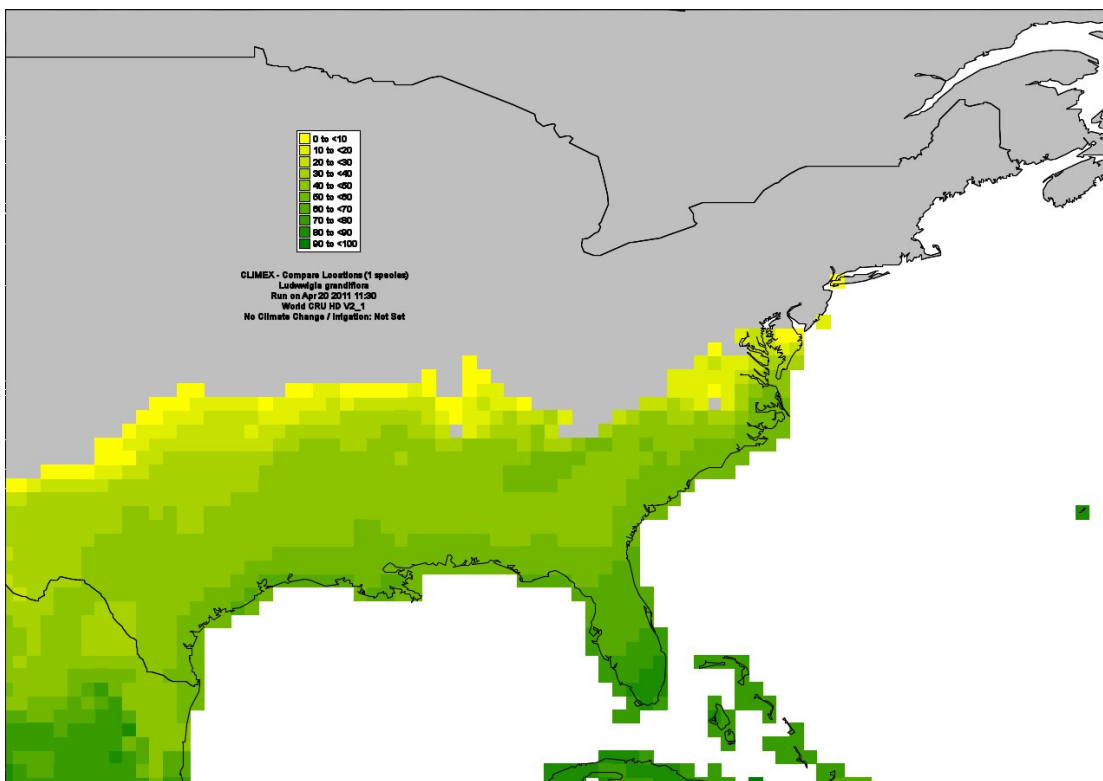 0 to <10
10 to <20
20 to <30
30 to <40
40 to <50
50 to <60
60 to <70
70 to <80
80 to <90
90 to <100
CLIMEX - Compare Locations (1 species)
Ludwwigia grandiflora
Run on Apr 20 2011 11:30
World CRU HD V2_1
No Climate Change / Irrigation: Not Set